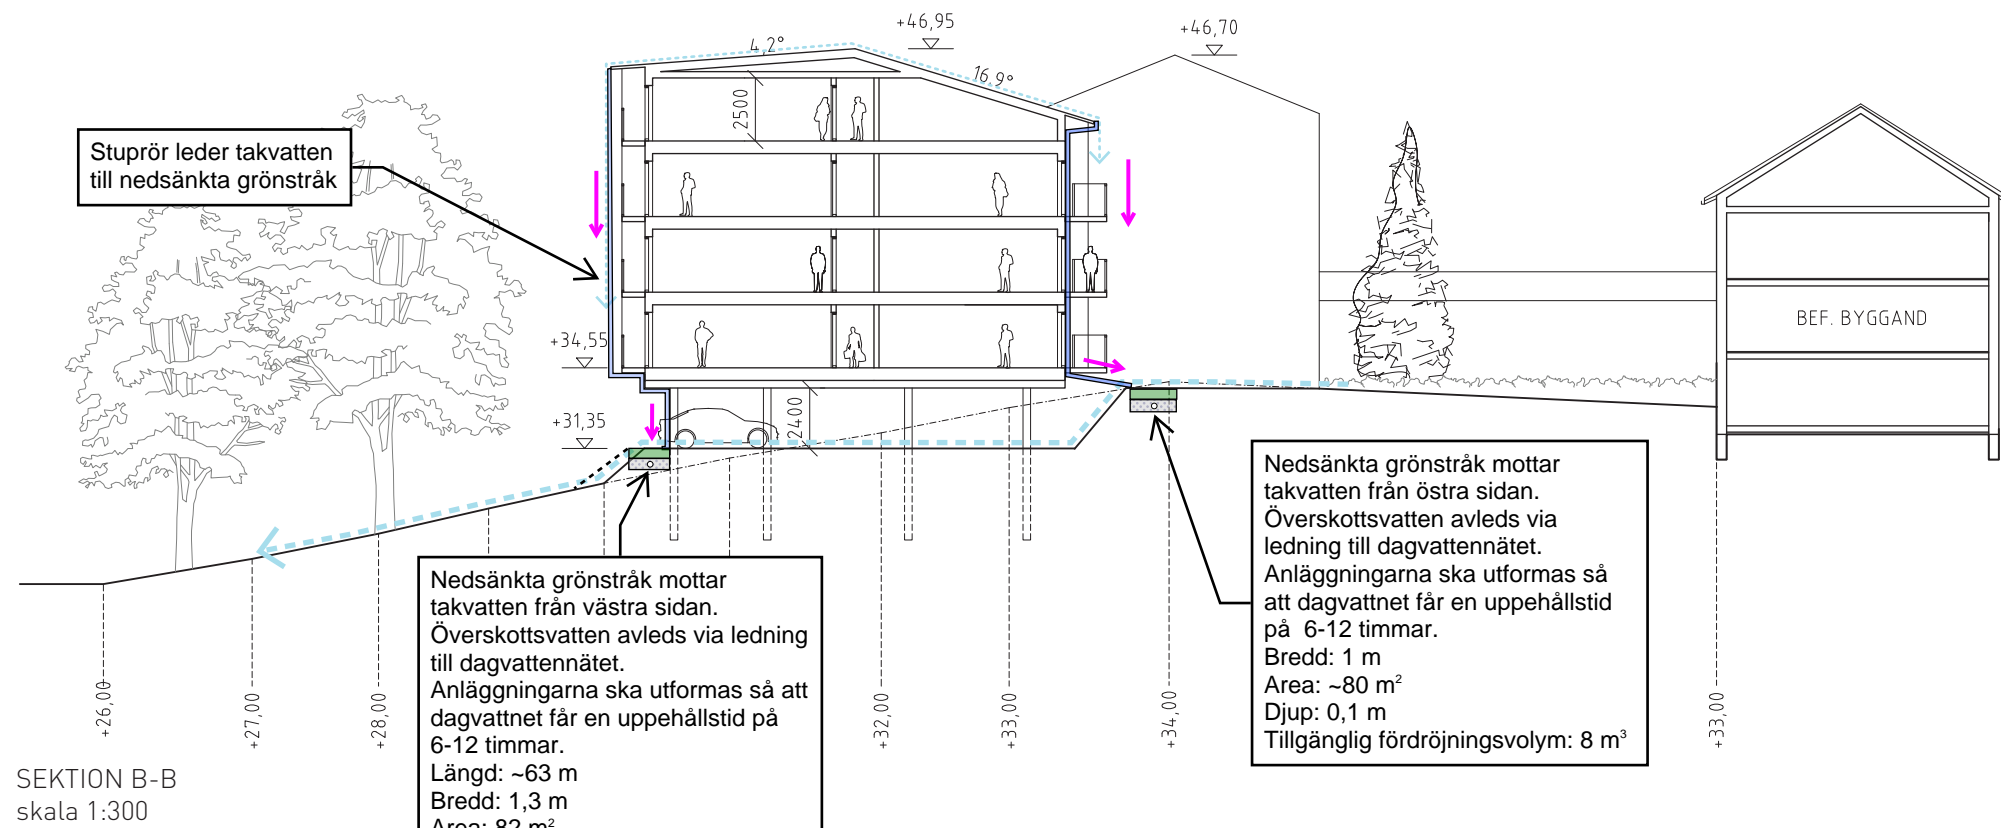 +46,95
+46,70
4,2°
16,9°
2500
Stuprör leder takvatten
till nedsänkta grönstråk
BEF. BYGGAND
+34,55
2400
+31,35
Nedsänkta grönstråk mottar
takvatten från östra sidan.
Överskottsvatten avleds via
ledning till dagvattennätet.
Anläggningarna ska utformas så
att dagvattnet får en uppehållstid
på 6-12 timmar.
Bredd: 1 m
Area: ~80 m²
Djup: 0,1 m
Tillgänglig fördröjningsvolym: 8 m³
Nedsänkta grönstråk mottar
takvatten från västra sidan.
Överskottsvatten avleds via ledning
till dagvattennätet.
Anläggningarna ska utformas så att
dagvattnet får en uppehållstid på
6-12 timmar.
Längd: ~63 m
Bredd: 1,3 m
Area: 82 m²
+26,00
+27,00
+28,00
+32,00
+33,00
+34,00
+33,00
SEKTION B-B
skala 1:300